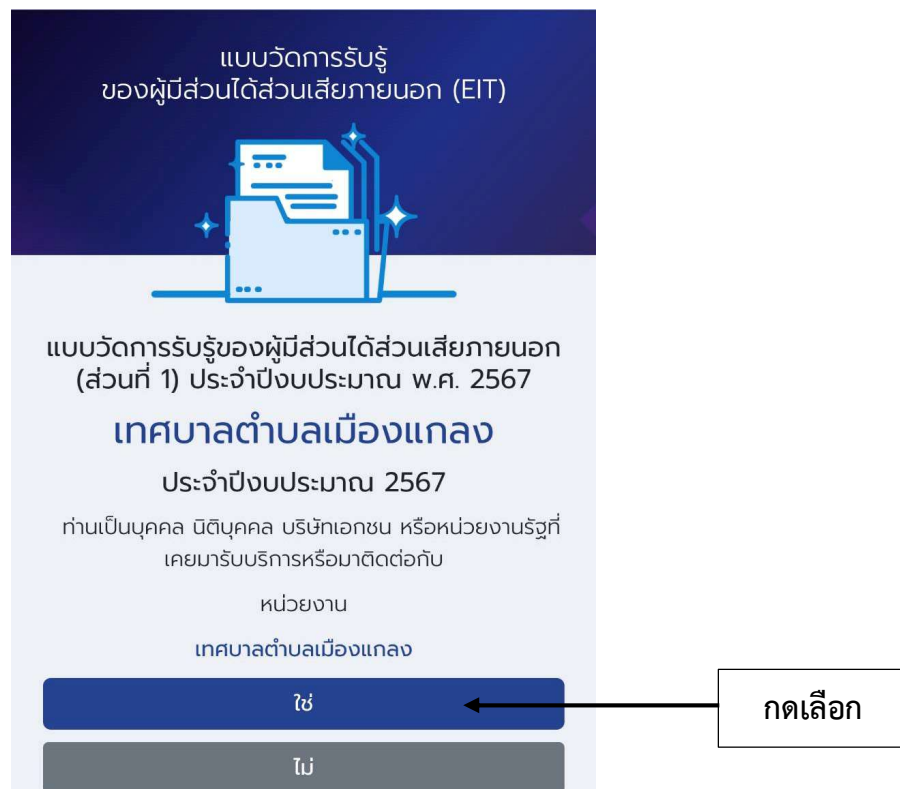 แบบวัดการรับรู้
ของผู้มีส่วนได้ส่วนเสียภายนอก (EIT)
แบบวัดการรับรู้ของผู้มีส่วนได้ส่วนเสียภายนอก
(ส่วนที่ 1) ประจำปีงบประมาณ พ.ศ. 2567
เทศบาลตำบลเมืองแกลง
ประจำปีงบประมาณ 2567
ท่านเป็นบุคคล นิติบุคคล บริษัทเอกชน หรือหน่วยงานรัฐที่
เคยมารับบริการหรือมาติดต่อกับ
หน่วยงาน
เทศบาลตำบลเมืองแกลง
ใช่
กดเลือก
ไม่